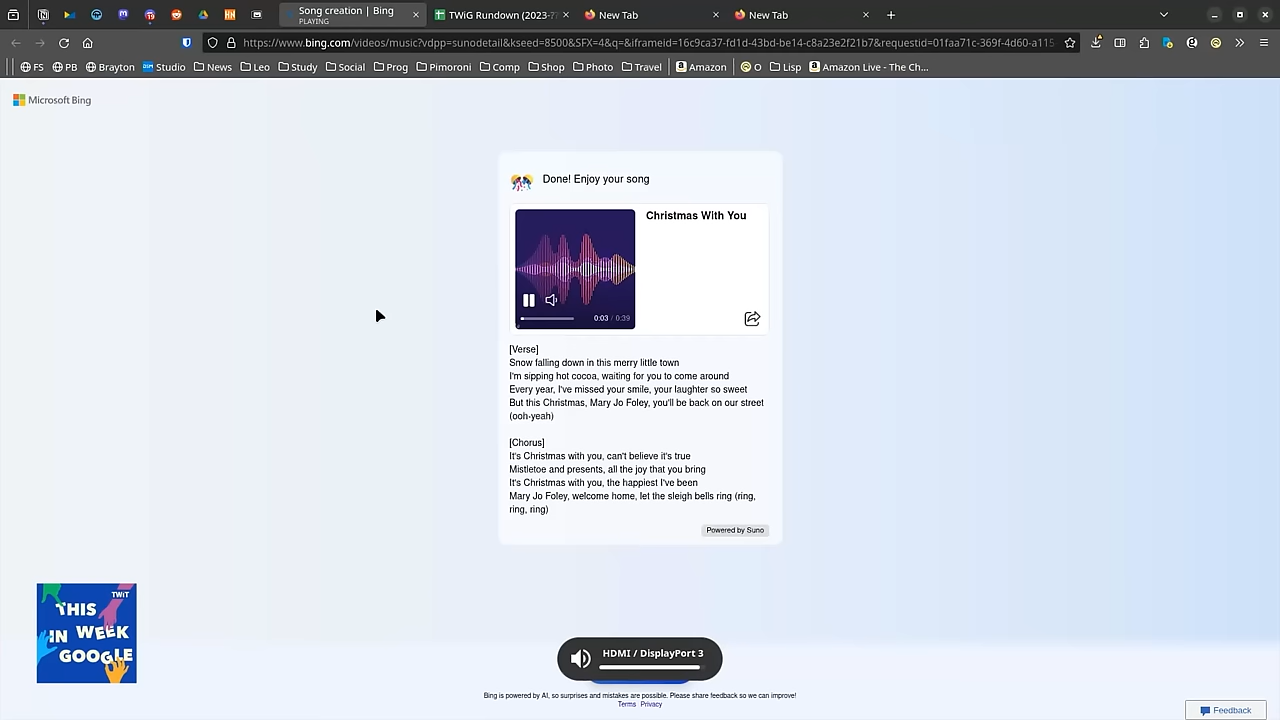 Song creation | Bing
PLAYING
TWiG Rundown (2023-
New Tab
New Tab
https://www.bing.com/videos/music?vdpp=sunodetail&kseed=8500&SFX=4&q=&iframeid=16c9ca37-fd1d-43bd-be14-c8a23e2f21b7&requestid=01faa71c-369f-4d60-a115
FS
PB
Brayton
Studio
News
Leo
Study
Social
Prog
Pimoroni
Comp
Shop
Photo
Travel
Amazon
O
Lisp
Amazon Live - The Ch...
Microsoft Bing
Done! Enjoy your song
Christmas With You
0:03 / 0:39
[Verse]
Snow falling down in this merry little town
I'm sipping hot cocoa, waiting for you to come around
Every year, I've missed your smile, your laughter so sweet
But this Christmas, Mary Jo Foley, you'll be back on our street
(ooh-yeah)
[Chorus]
It's Christmas with you, can't believe it's true
Mistletoe and presents, all the joy that you bring
It's Christmas with you, the happiest I've been
Mary Jo Foley, welcome home, let the sleigh bells ring (ring,
ring, ring)
Powered by Suno
TWiT
THIS
IN WEEK
GOOGLE
HDMI / DisplayPort 3
Bing is powered by AI, so surprises and mistakes are possible. Please share feedback so we can improve!
Terms Privacy
Feedback